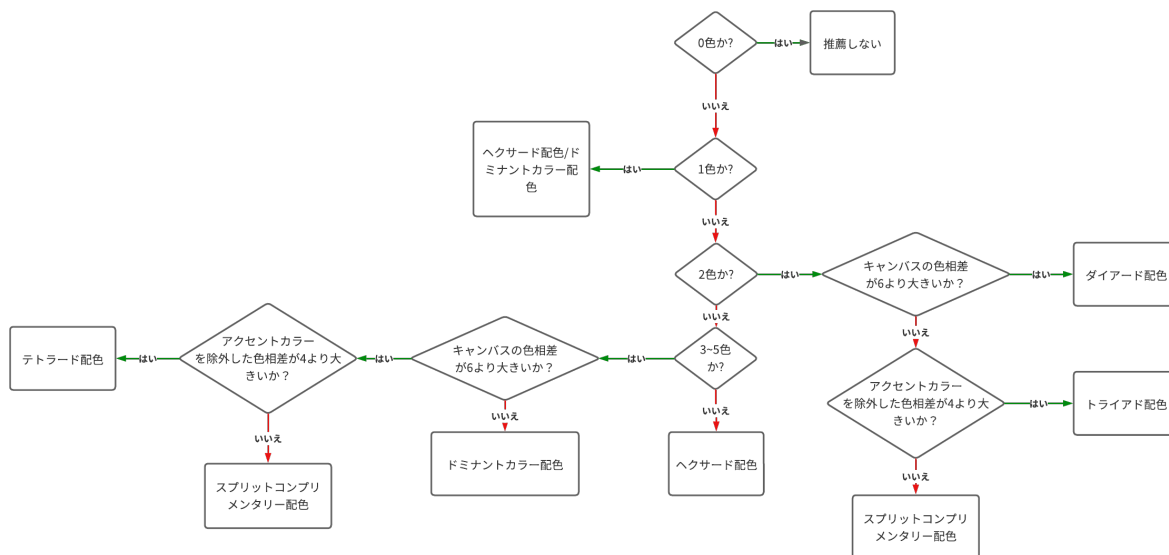 0色か?
はい
推薦しない
いいえ
ヘクサード配色/ド
ミナントカラー配
色
はい
1色か?
いいえ
2色か?
はい
キャンバスの色相差
が6より大きいか？
はい
ダイアード配色
いいえ
いいえ
テトラード配色
はい
アクセントカラー
を除外した色相差が4より大
きいか？
はい
キャンバスの色相差
が6より大きいか？
はい
3~5色
か?
アクセントカラー
を除外した色相差が4より大
きいか？
はい
トライアド配色
いいえ
いいえ
いいえ
ドミナントカラー配色
ヘクサード配色
いいえ
スプリットコンプリ
メンタリー配色
スプリットコンプリ
メンタリー配色